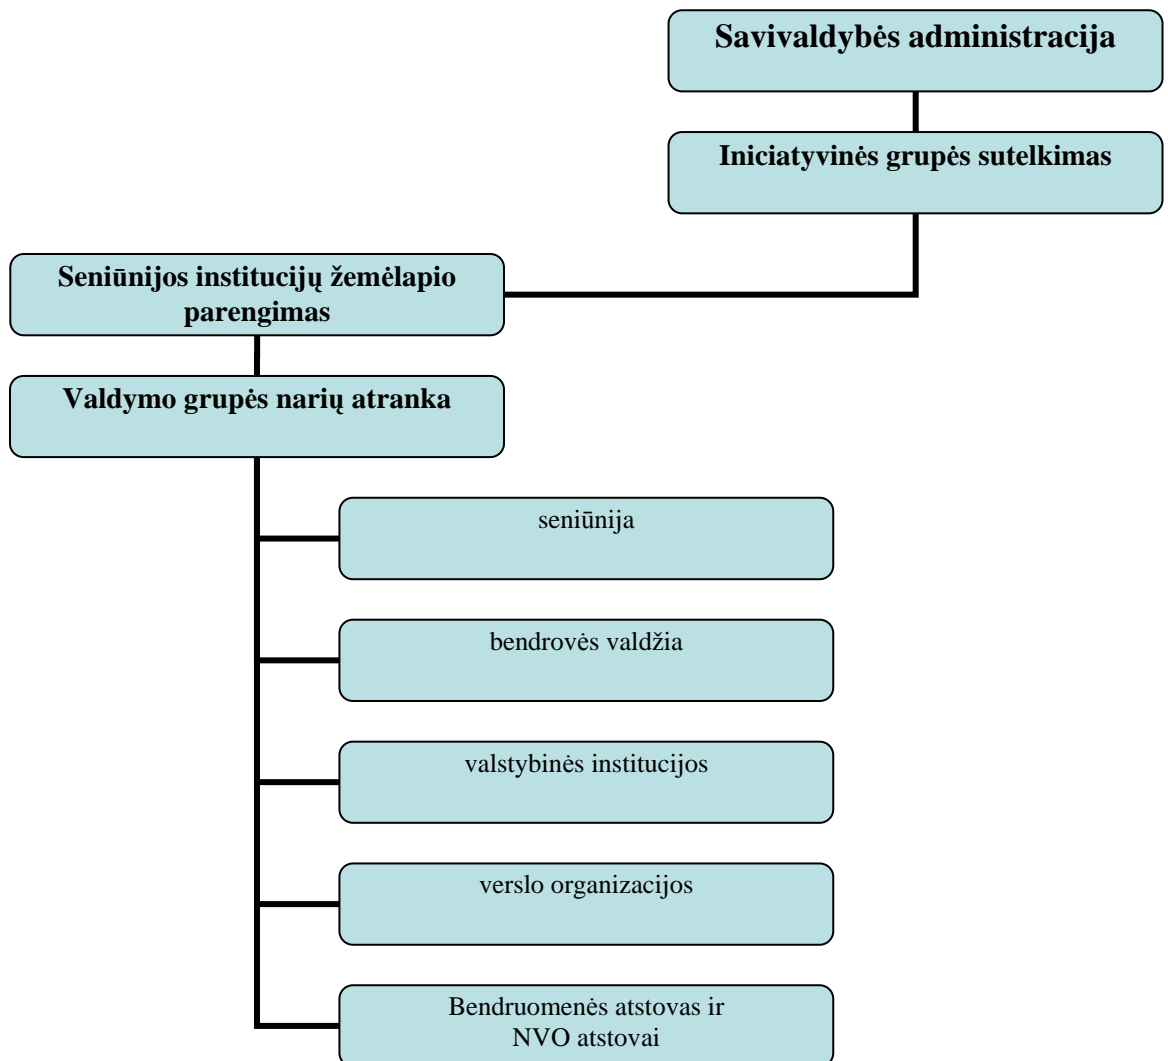 Savivaldybės administracija
Iniciatyvinės grupės sutelkimas
Seniūnijos institucijų žemėlapio
parengimas
Valdymo grupės narių atranka
seniūnija
bendrovės valdžia
valstybinės institucijos
verslo organizacijos
Bendruomenės atstovas ir
NVO atstovai